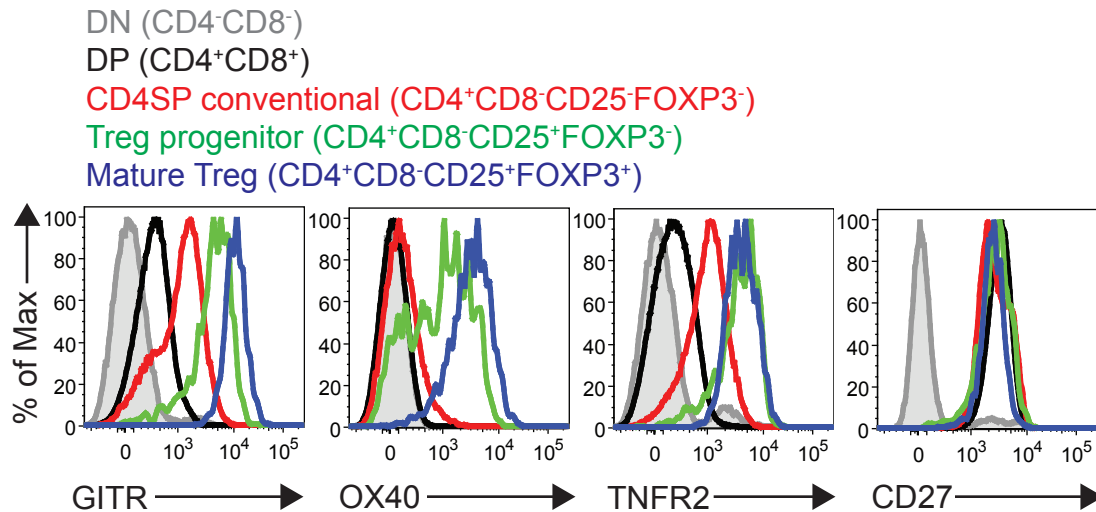 DN (CD4⁻CD8⁻)
DP (CD4⁺CD8⁺)
CD4SP conventional (CD4⁺CD8⁻CD25⁻FOXP3⁻)
Treg progenitor (CD4⁺CD8⁻CD25⁺FOXP3⁻)
Mature Treg (CD4⁺CD8⁻CD25⁺FOXP3⁺)
% of Max
100 80 60 40 20 0
0 10³ 10⁴ 10⁵
GITR
100 80 60 40 20 0
0 10³ 10⁴ 10⁵
OX40
100 80 60 40 20 0
0 10³ 10⁴ 10⁵
TNFR2
100 80 60 40 20 0
0 10³ 10⁴ 10⁵
CD27